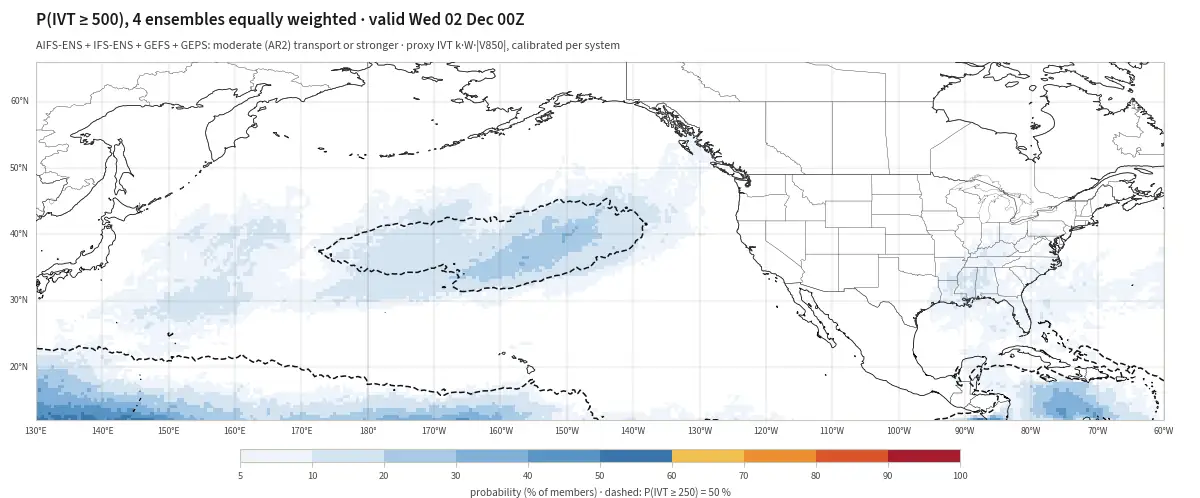 P(IVT ≥ 500), 4 ensembles equally weighted · valid Wed 02 Dec 00Z
AIFS-ENS + IFS-ENS + GEFS + GEPS: moderate (AR2) transport or stronger · proxy IVT k·W·|V850|, calibrated per system
60°N
50°N
40°N
30°N
20°N
130°E 140°E 150°E 160°E 170°E 180° 170°W 160°W 150°W 140°W 130°W 120°W 110°W 100°W 90°W 80°W 70°W 60°W
5 10 20 30 40 50 60 70 80 90 100
probability (% of members) · dashed: P(IVT ≥ 250) = 50 %